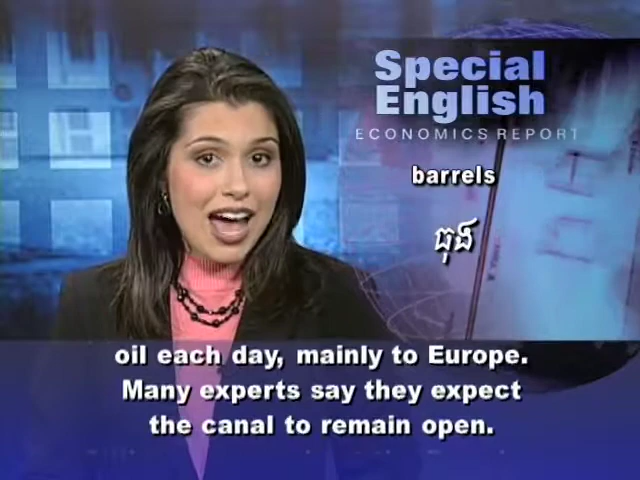 Special
English
ECONOMICS REPORT
barrels
ធុង
oil each day, mainly to Europe.
Many experts say they expect
the canal to remain open.